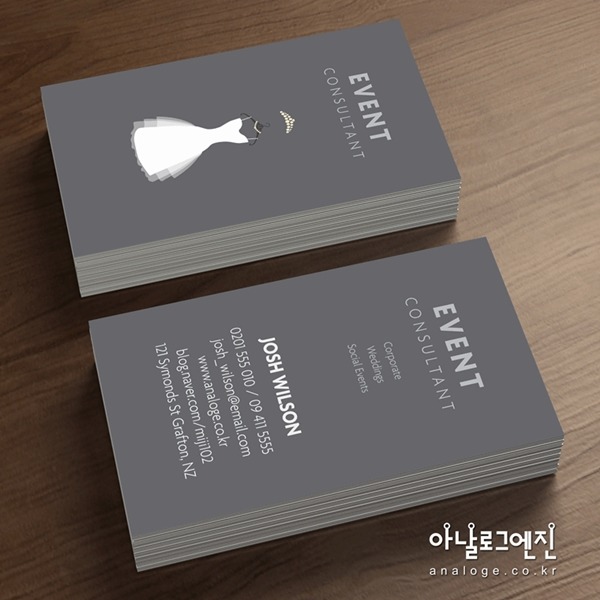 EVENT
CONSULTANT
EVENT
CONSULTANT
Corporate
Weddings
Social Events
JOSH WILSON
0201 555 010 / 09 411 5555
josh_wilson@email.com
www.analoge.co.kr
blog.naver.com/miji102
121 Symonds St Grafton, NZ
아날로그엔진
analoge.co.kr